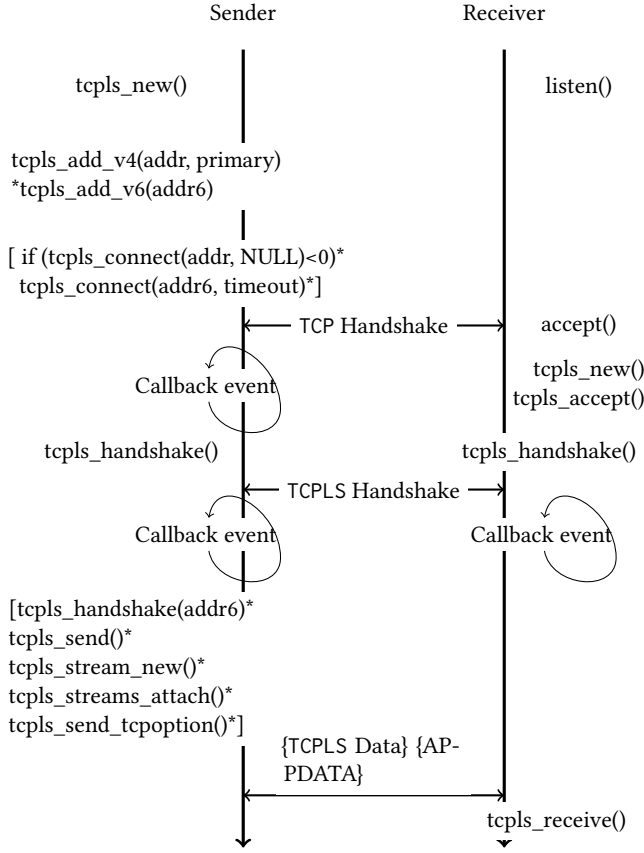 Sender Receiver
tcpls_new() listen()
tcpls_add_v4(addr, primary)
*tcpls_add_v6(addr6)
[ if (tcpls_connect(addr, NULL)<0)*
tcpls_connect(addr6, timeout)*]
TCP Handshake accept()
tcpls_new()
Callback event tcpls_accept()
tcpls_handshake() tcpls_handshake()
TCPLS Handshake
Callback event Callback event
[tcpls_handshake(addr6)*
tcpls_send()*
tcpls_stream_new()*
tcpls_streams_attach()*
tcpls_send_tcpoption()*]
{TCPLS Data} {AP-
PDATA}
tcpls_receive()